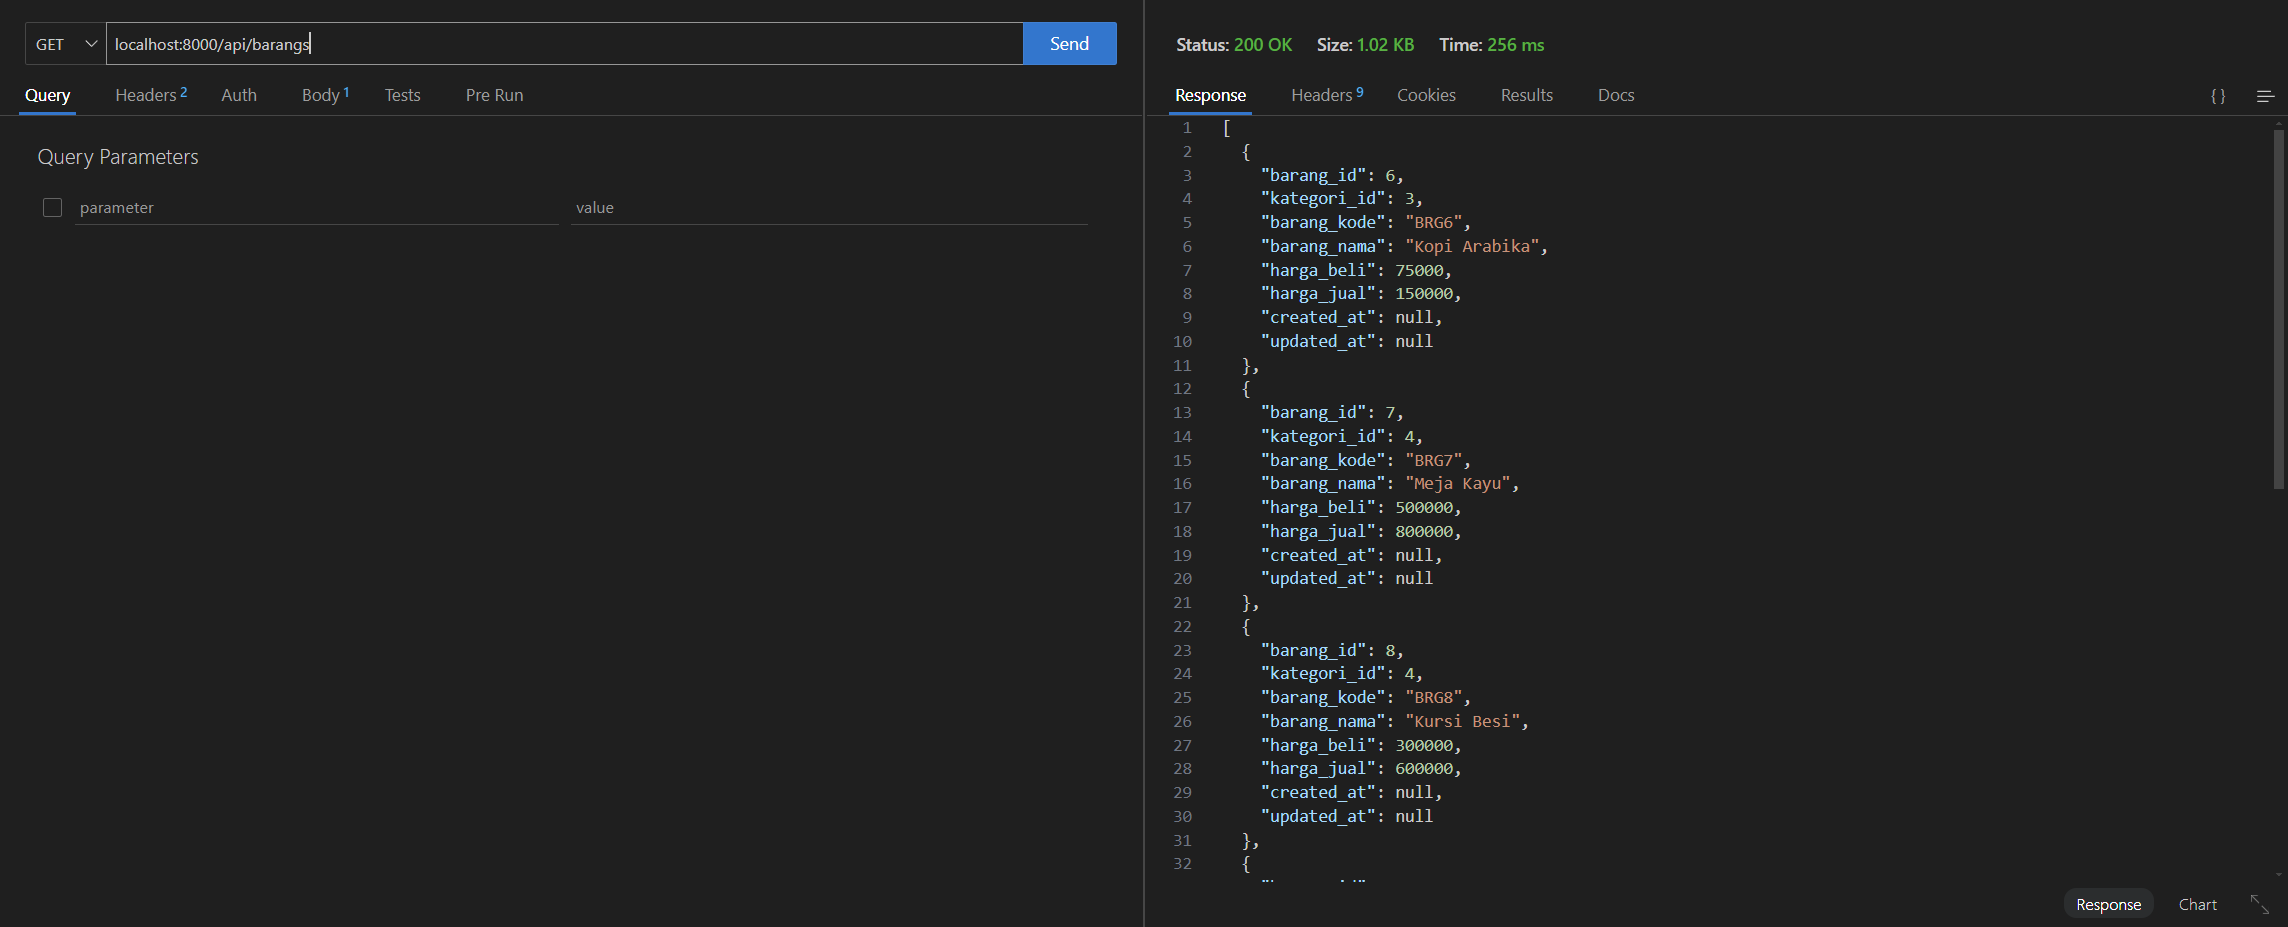 GET localhost:8000/api/barangs Send
Query Headers 2 Auth Body 1 Tests Pre Run
Query Parameters
parameter value
Status: 200 OK Size: 1.02 KB Time: 256 ms
Response Headers 9 Cookies Results Docs { }
1 [
2 {
3 "barang_id": 6,
4 "kategori_id": 3,
5 "barang_kode": "BRG6",
6 "barang_nama": "Kopi Arabika",
7 "harga_beli": 75000,
8 "harga_jual": 150000,
9 "created_at": null,
10 "updated_at": null
11 },
12 {
13 "barang_id": 7,
14 "kategori_id": 4,
15 "barang_kode": "BRG7",
16 "barang_nama": "Meja Kayu",
17 "harga_beli": 500000,
18 "harga_jual": 800000,
19 "created_at": null,
20 "updated_at": null
21 },
22 {
23 "barang_id": 8,
24 "kategori_id": 4,
25 "barang_kode": "BRG8",
26 "barang_nama": "Kursi Besi",
27 "harga_beli": 300000,
28 "harga_jual": 600000,
29 "created_at": null,
30 "updated_at": null
31 },
32 {
Response Chart